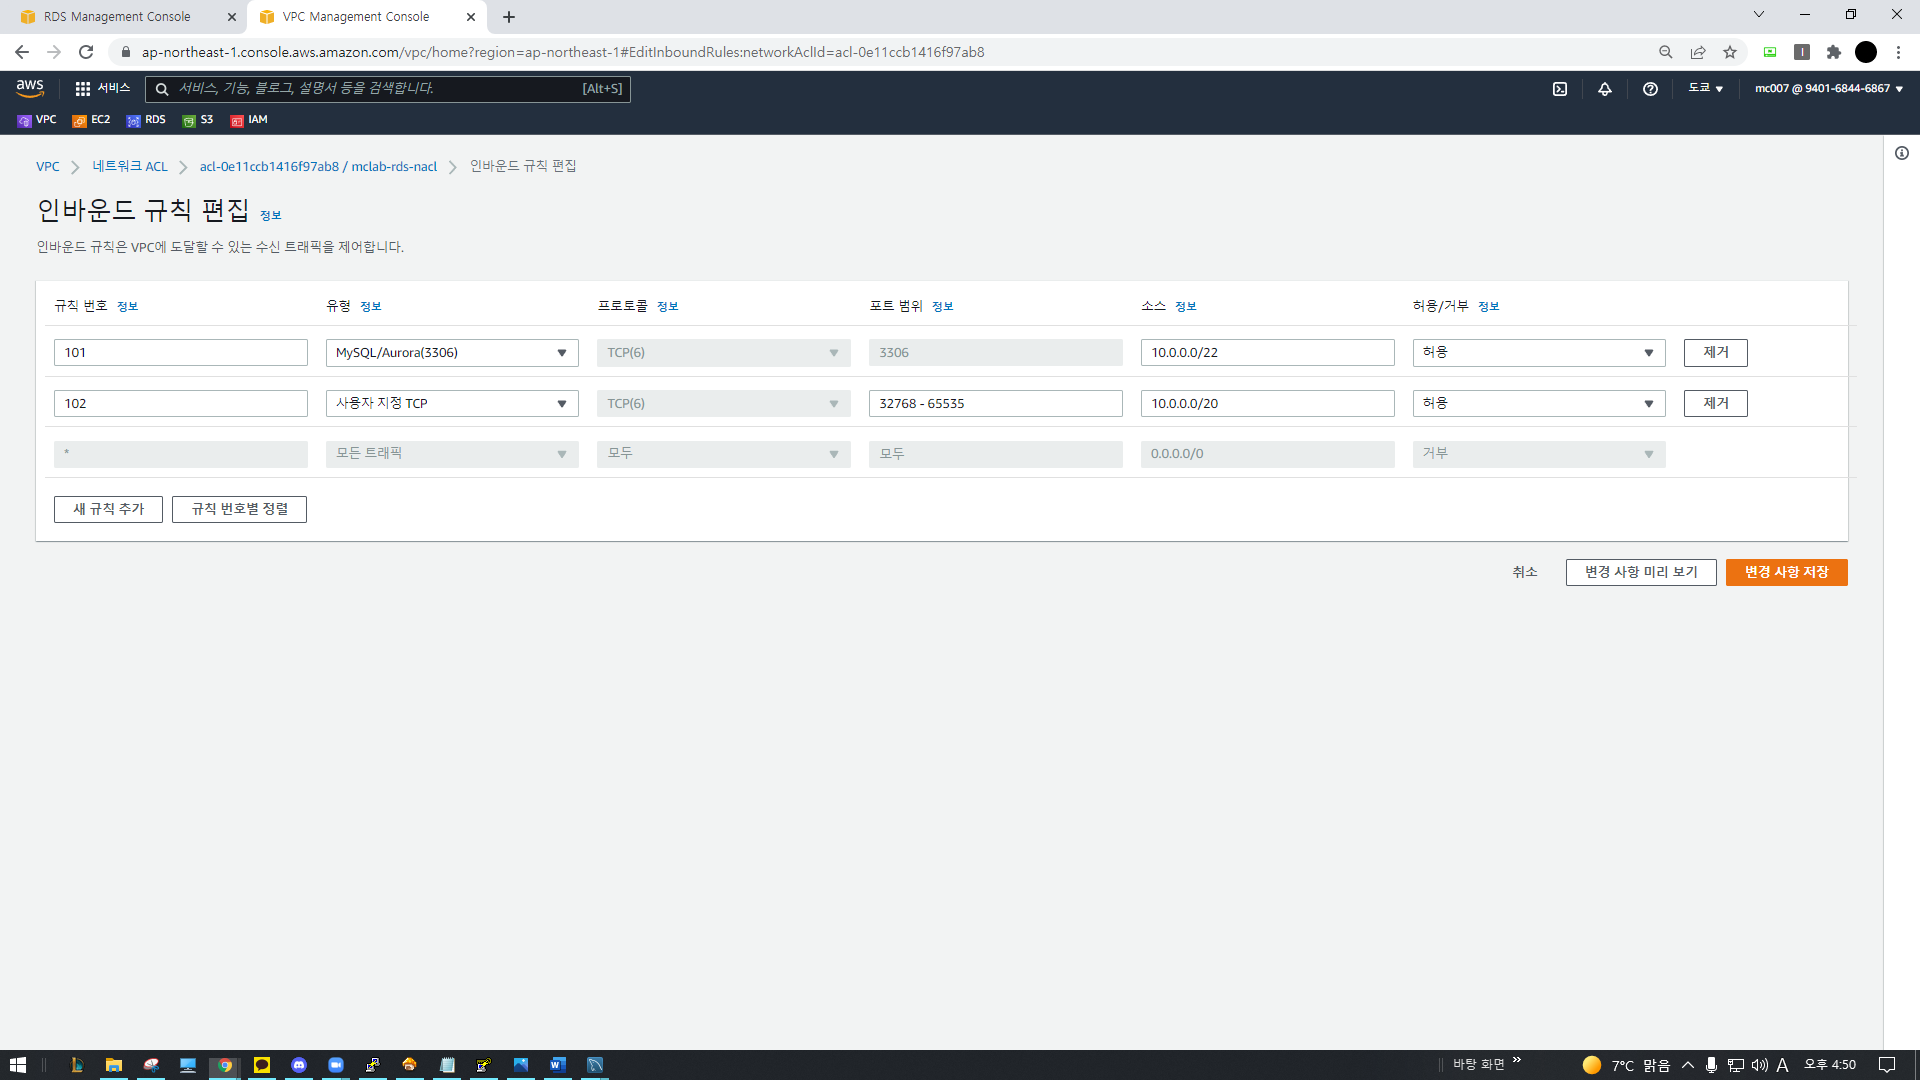 RDS Management Console
VPC Management Console
ap-northeast-1.console.aws.amazon.com/vpc/home?region=ap-northeast-1#EditInboundRules:networkAclId=acl-0e11ccb1416f97ab8
aws
서비스
서비스, 기능, 블로그, 설명서 등을 검색합니다.
[Alt+S]
도쿄
mc007 @ 9401-6844-6867
VPC EC2 RDS S3 IAM
VPC
네트워크 ACL
acl-0e11ccb1416f97ab8 / mclab-rds-nacl
인바운드 규칙 편집
인바운드 규칙 편집 정보
인바운드 규칙은 VPC에 도달할 수 있는 수신 트래픽을 제어합니다.
규칙 번호 정보 유형 정보 프로토콜 정보 포트 범위 정보 소스 정보 허용/거부 정보
101 MySQL/Aurora(3306) TCP(6) 3306 10.0.0.0/22 허용 제거
102 사용자 지정 TCP TCP(6) 32768 - 65535 10.0.0.0/20 허용 제거
* 모든 트래픽 모두 모두 0.0.0.0/0 거부
새 규칙 추가 규칙 번호별 정렬
취소 변경 사항 미리 보기 변경 사항 저장
바탕 화면
7°C 맑음
A
오후 4:50